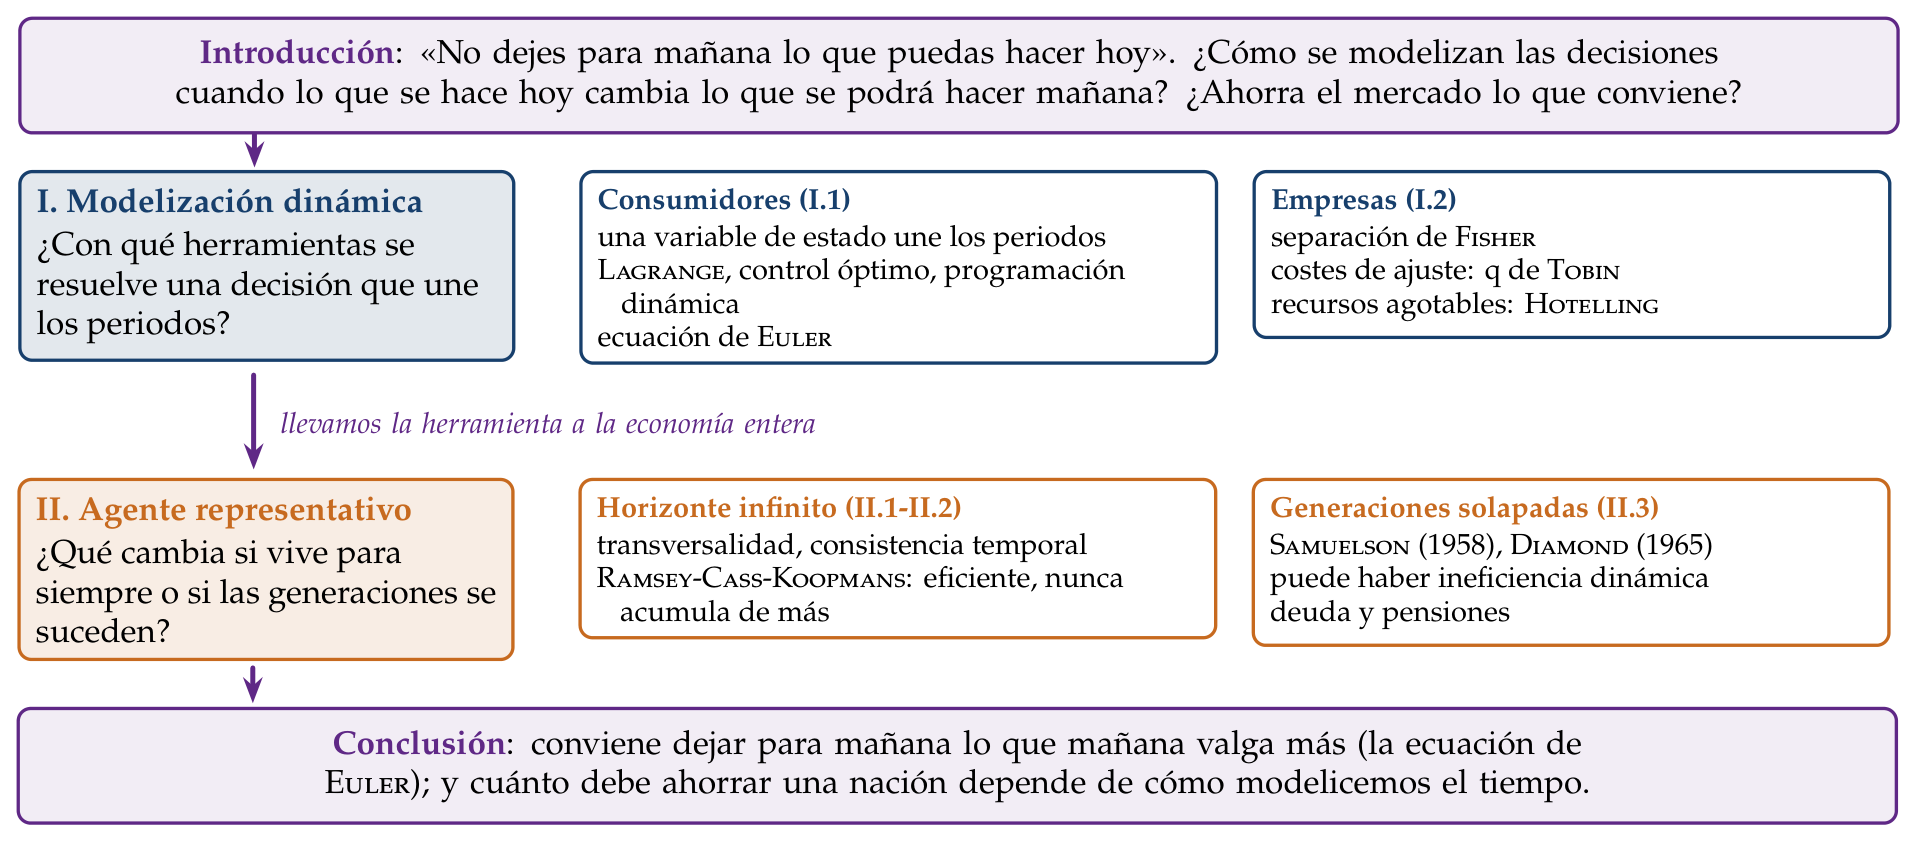 Introducción: «No dejes para mañana lo que puedas hacer hoy». ¿Cómo se modelizan las decisiones
cuando lo que se hace hoy cambia lo que se podrá hacer mañana? ¿Ahorra el mercado lo que conviene?
I. Modelización dinámica
¿Con qué herramientas se
resuelve una decisión que une
los periodos?
Consumidores (I.1)
una variable de estado une los periodos
Lagrange, control óptimo, programación
dinámica
ecuación de Euler
Empresas (I.2)
separación de Fisher
costes de ajuste: q de Tobin
recursos agotables: Hotelling
llevamos la herramienta a la economía entera
II. Agente representativo
¿Qué cambia si vive para
siempre o si las generaciones se
suceden?
Horizonte infinito (II.1-II.2)
transversalidad, consistencia temporal
Ramsey-Cass-Koopmans: eficiente, nunca
acumula de más
Generaciones solapadas (II.3)
Samuelson (1958), Diamond (1965)
puede haber ineficiencia dinámica
deuda y pensiones
Conclusión: conviene dejar para mañana lo que mañana valga más (la ecuación de
Euler); y cuánto debe ahorrar una nación depende de cómo modelicemos el tiempo.